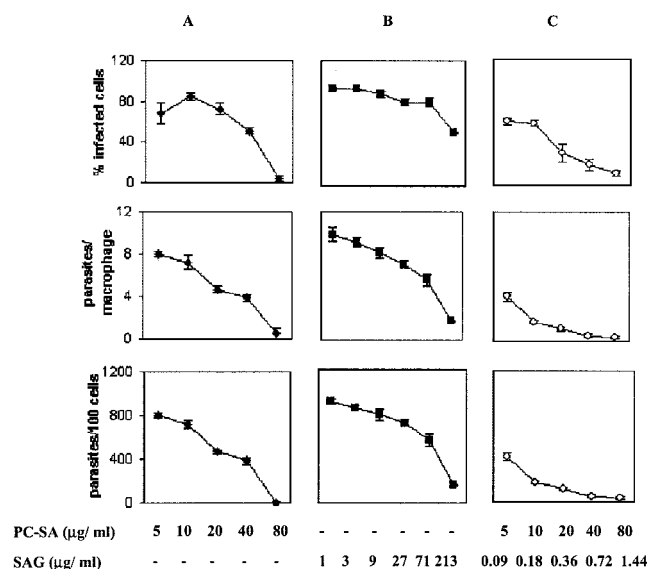 A B C
% infected cells
120
80
40
0
parasites/
macrophage
12
8
4
0
parasites/100 cells
1200
800
400
0
PC-SA (µg/ ml) 5 10 20 40 80 - - - - - - 5 10 20 40 80
SAG (µg/ ml) - - - - - 1 3 9 27 71 213 0.09 0.18 0.36 0.72 1.44